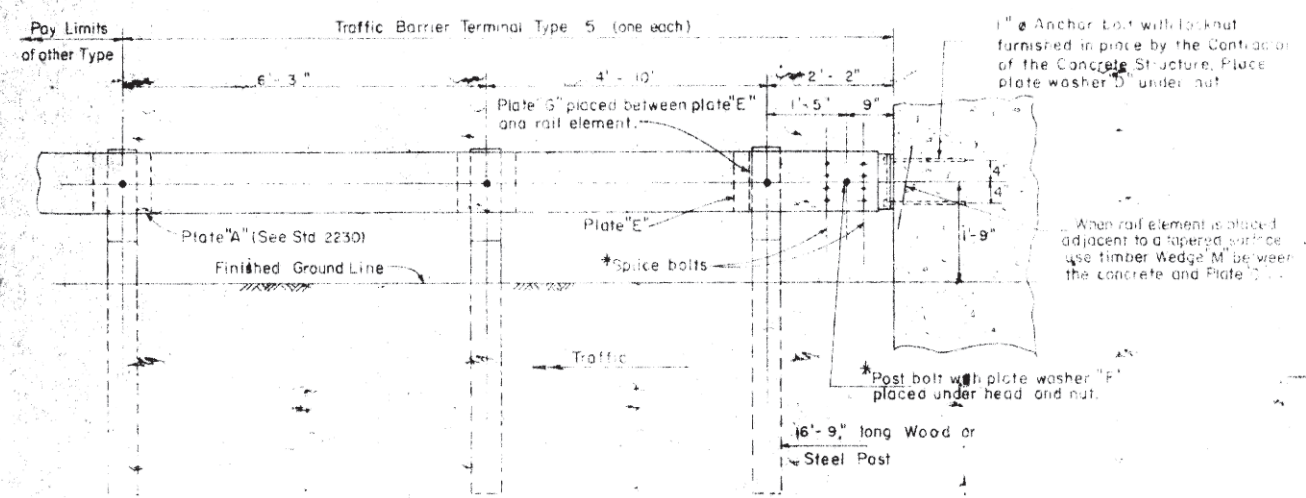 Pay Limits
of other Type
Traffic Barrier Terminal Type 5 (one each)
1" ø Anchor bolt with locknut
furnished in place by the Contractor
of the Concrete Structure. Place
plate washer "D" under nut
6'-3"
4'-10"
2'-2"
1'-5"
9"
Plate "G" placed between plate "E"
and rail element.
4"
4"
1'-9"
Plate "A" (See Std 2230)
Plate "E"
*Splice bolts
Finished Ground Line
When rail element is placed
adjacent to a tapered surface
use timber Wedge "M" between
the concrete and Plate
Traffic
*Post bolt with plate washer "F"
placed under head and nut.
6'-9" long Wood or
Steel Post